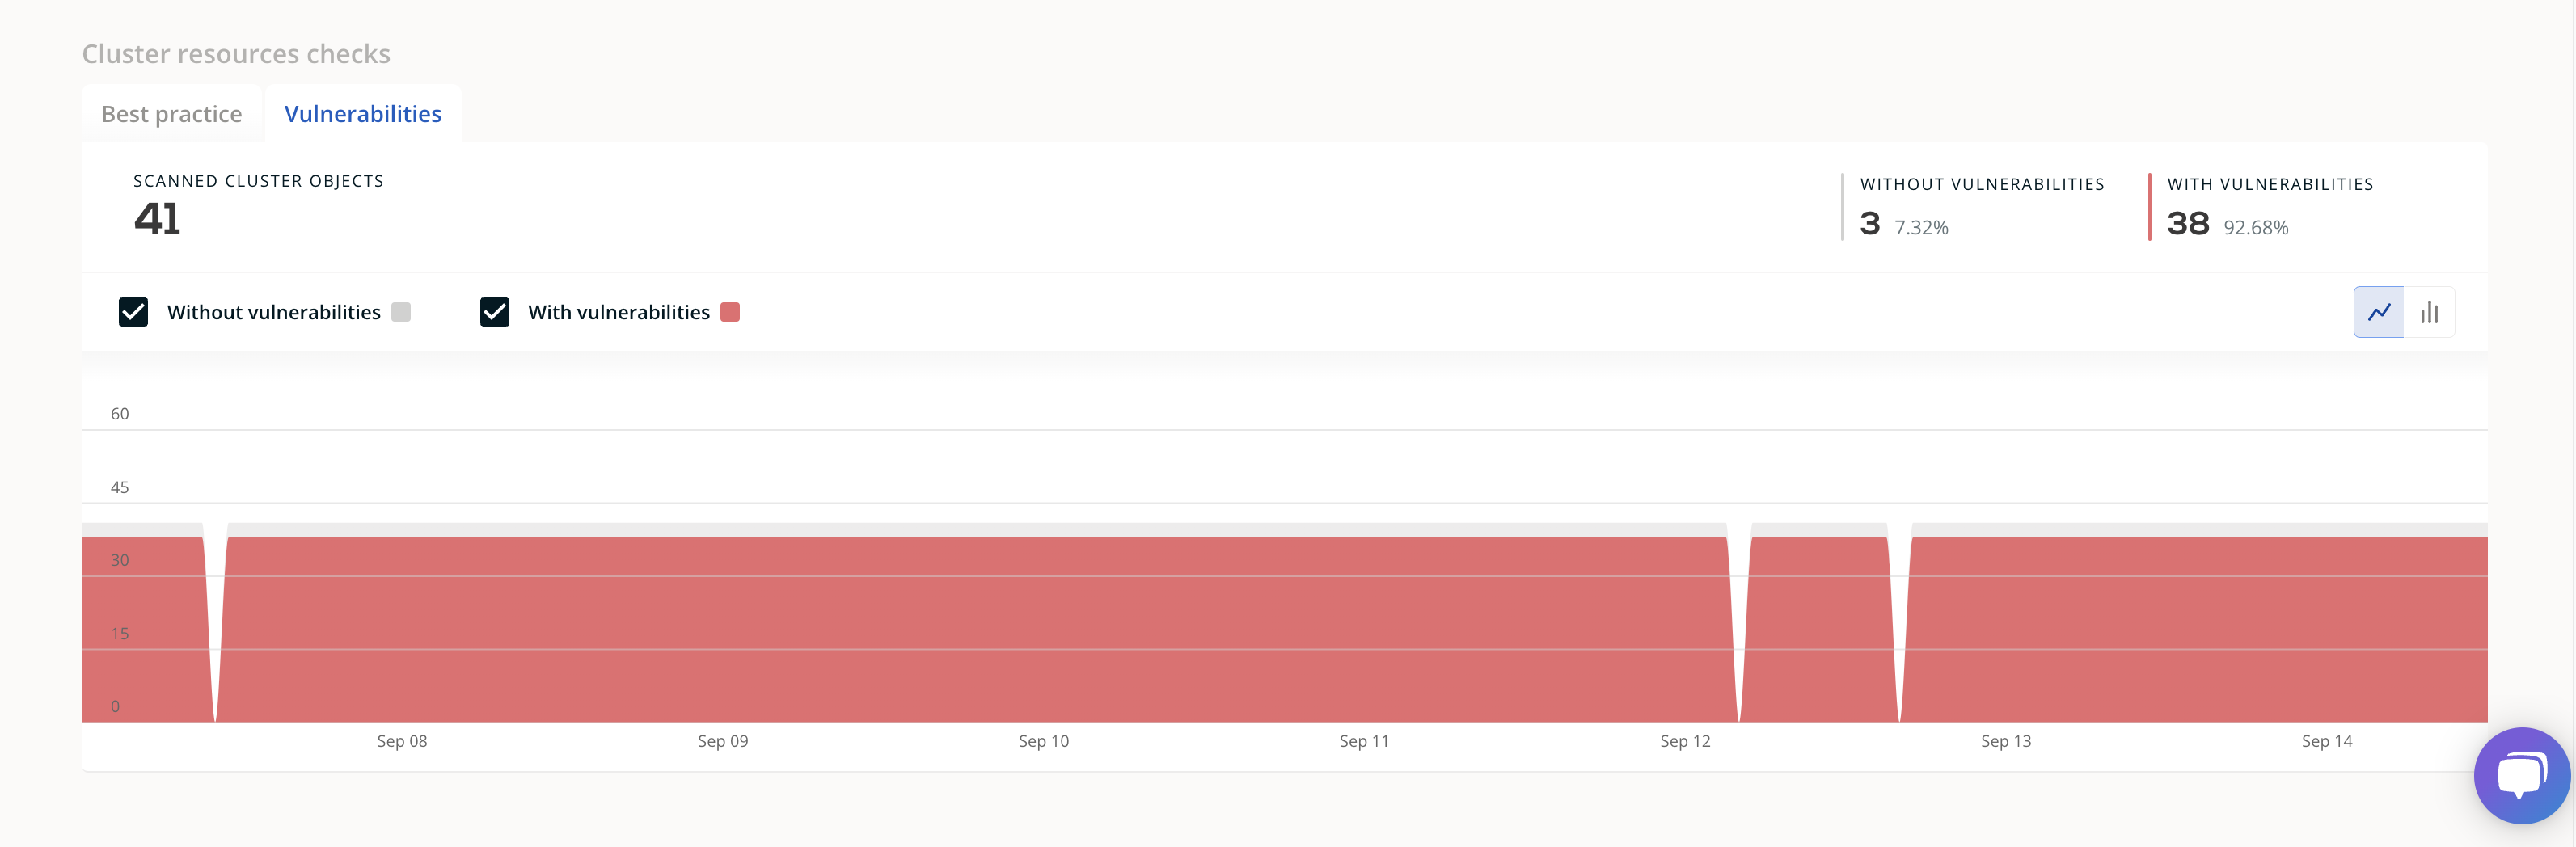 Cluster resources checks
Best practice Vulnerabilities
SCANNED CLUSTER OBJECTS
41
WITHOUT VULNERABILITIES
3 7.32%
WITH VULNERABILITIES
38 92.68%
Without vulnerabilities With vulnerabilities
60
45
30
15
0
Sep 08 Sep 09 Sep 10 Sep 11 Sep 12 Sep 13 Sep 14